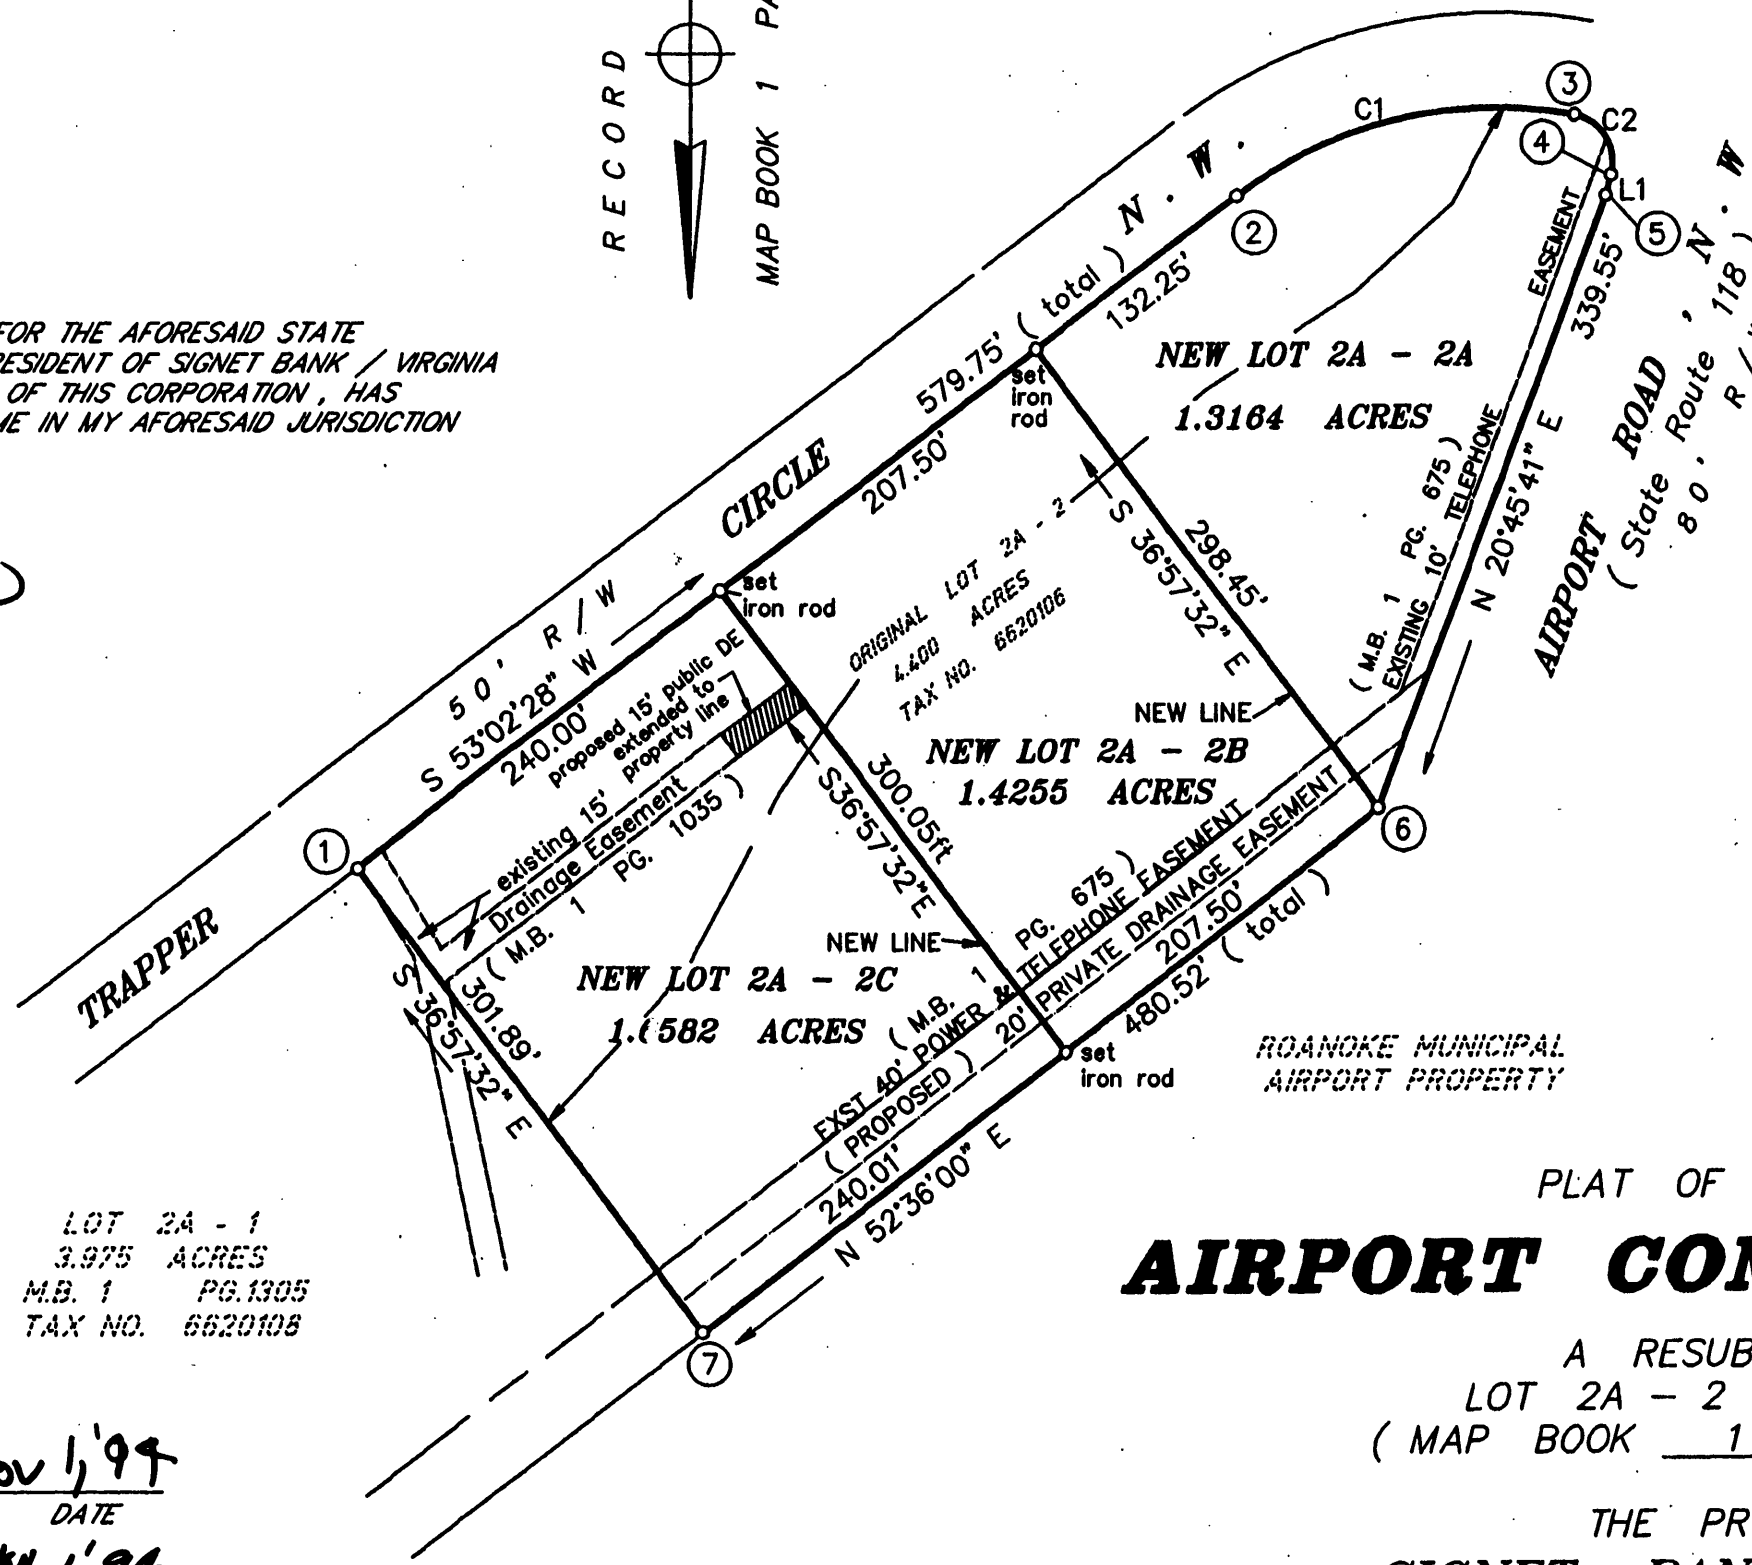 RECORD
MAP BOOK 1
FOR THE AFORESAID STATE
RESIDENT OF SIGNET BANK / VIRGINIA
OF THIS CORPORATION , HAS
ME IN MY AFORESAID JURISDICTION
TRAPPER CIRCLE N . W .
50' R / W
C1
C2
L1
1
2
3
4
5
6
7
S 53°02'28" W
579.75' ( total )
240.00'
207.50'
132.25'
set
iron
rod
set
iron rod
NEW LOT 2A - 2A
1.3164 ACRES
AIRPORT ROAD , N . W
( State Route 118 )
80' R /
339.55'
N 20°45'41" E
EXISTING 10' TELEPHONE EASEMENT
( M.B. 1 PG. 675 )
298.45'
S 36°57'32" E
ORIGINAL LOT 2A - 2
4.400 ACRES
TAX NO. 6620106
proposed 15' public DE
extended to
property line
existing 15'
Drainage Easement
( M.B. 1 PG. 1035 )
NEW LINE
NEW LOT 2A - 2B
1.4255 ACRES
300.05ft
S36°57'32"E
NEW LINE
NEW LOT 2A - 2C
1. 582 ACRES
301.89'
S 36°57'32" E
( M.B. 1 PG. 675 )
EXST 40' POWER & TELEPHONE EASEMENT
( PROPOSED ) 20' PRIVATE DRAINAGE EASEMENT
207.50'
480.52' ( total )
240.01'
N 52°36'00" E
set
iron rod
ROANOKE MUNICIPAL
AIRPORT PROPERTY
LOT 2A - 1
3.975 ACRES
M.B. 1 PG.1305
TAX NO. 6620108
PLAT OF
AIRPORT CO
A RESUB
LOT 2A - 2
( MAP BOOK 1
THE PR
ov 1, '94
DATE
SIGNET BAN